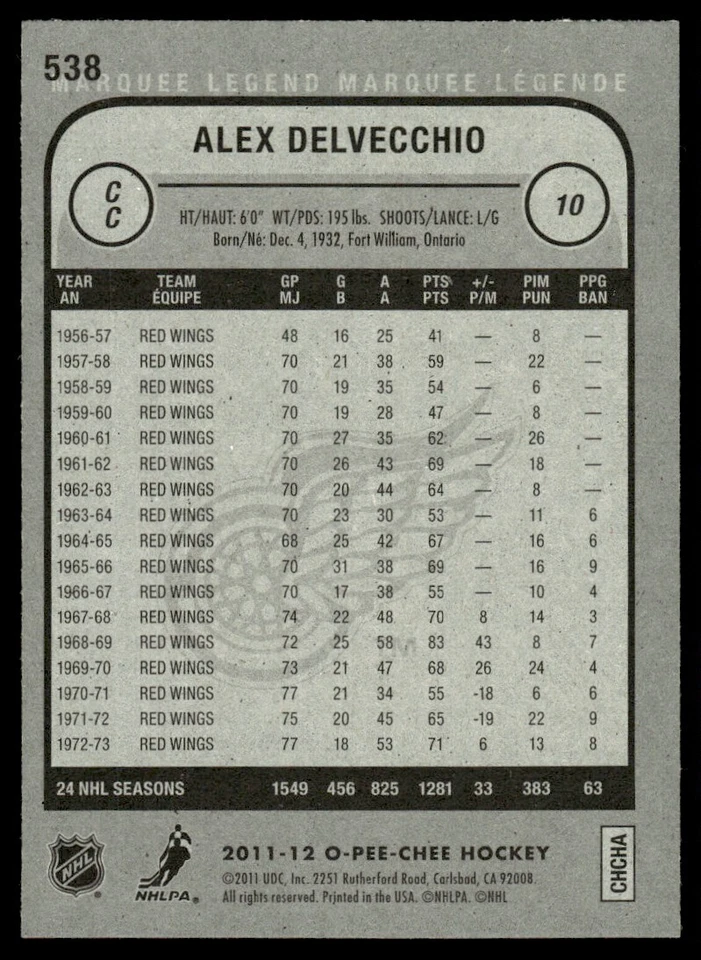 538
MARQUEE LEGEND MARQUEE LÉGENDE
ALEX DELVECCHIO
C
C
10
HT/HAUT: 6'0" WT/PDS: 195 lbs. SHOOTS/LANCE: L/G
Born/Né: Dec. 4, 1932, Fort William, Ontario
YEAR TEAM GP G A PTS +/- PIM PPG
AN ÉQUIPE MJ B A PTS P/M PUN BAN
1956-57 RED WINGS 48 16 25 41 — 8 —
1957-58 RED WINGS 70 21 38 59 — 22 —
1958-59 RED WINGS 70 19 35 54 — 6 —
1959-60 RED WINGS 70 19 28 47 — 8 —
1960-61 RED WINGS 70 27 35 62 — 26 —
1961-62 RED WINGS 70 26 43 69 — 18 —
1962-63 RED WINGS 70 20 44 64 — 8 —
1963-64 RED WINGS 70 23 30 53 — 11 6
1964-65 RED WINGS 68 25 42 67 — 16 6
1965-66 RED WINGS 70 31 38 69 — 16 9
1966-67 RED WINGS 70 17 38 55 — 10 4
1967-68 RED WINGS 74 22 48 70 8 14 3
1968-69 RED WINGS 72 25 58 83 43 8 7
1969-70 RED WINGS 73 21 47 68 26 24 4
1970-71 RED WINGS 77 21 34 55 -18 6 6
1971-72 RED WINGS 75 20 45 65 -19 22 9
1972-73 RED WINGS 77 18 53 71 6 13 8
24 NHL SEASONS 1549 456 825 1281 33 383 63
NHL
NHLPA
2011-12 O-PEE-CHEE HOCKEY
©2011 UDC, Inc. 2251 Rutherford Road, Carlsbad, CA 92008.
All rights reserved. Printed in the USA. ©NHLPA. ©NHL
CHCHA